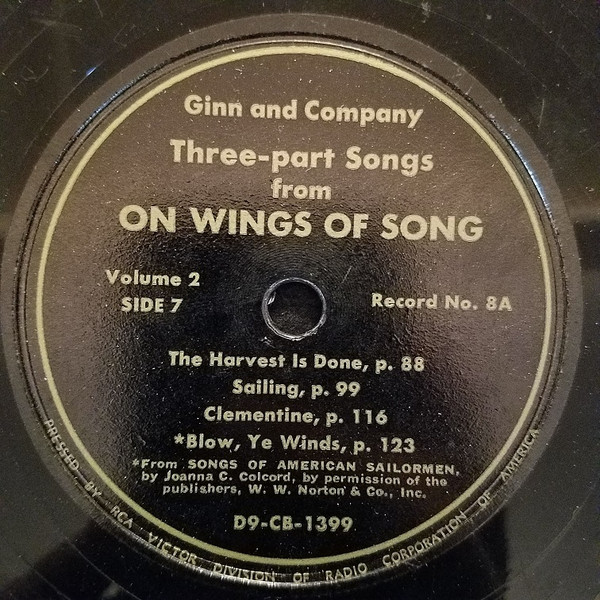 Ginn and Company
Three-part Songs
from
ON WINGS OF SONG
Volume 2
SIDE 7
Record No. 8A
The Harvest Is Done, p. 88
Sailing, p. 99
Clementine, p. 116
*Blow, Ye Winds, p. 123
*From SONGS OF AMERICAN SAILORMEN,
by Joanna C. Colcord, by permission of the
publishers, W. W. Norton & Co., Inc.
D9-CB-1399
PRESSED BY RCA VICTOR DIVISION OF RADIO CORPORATION OF AMERICA